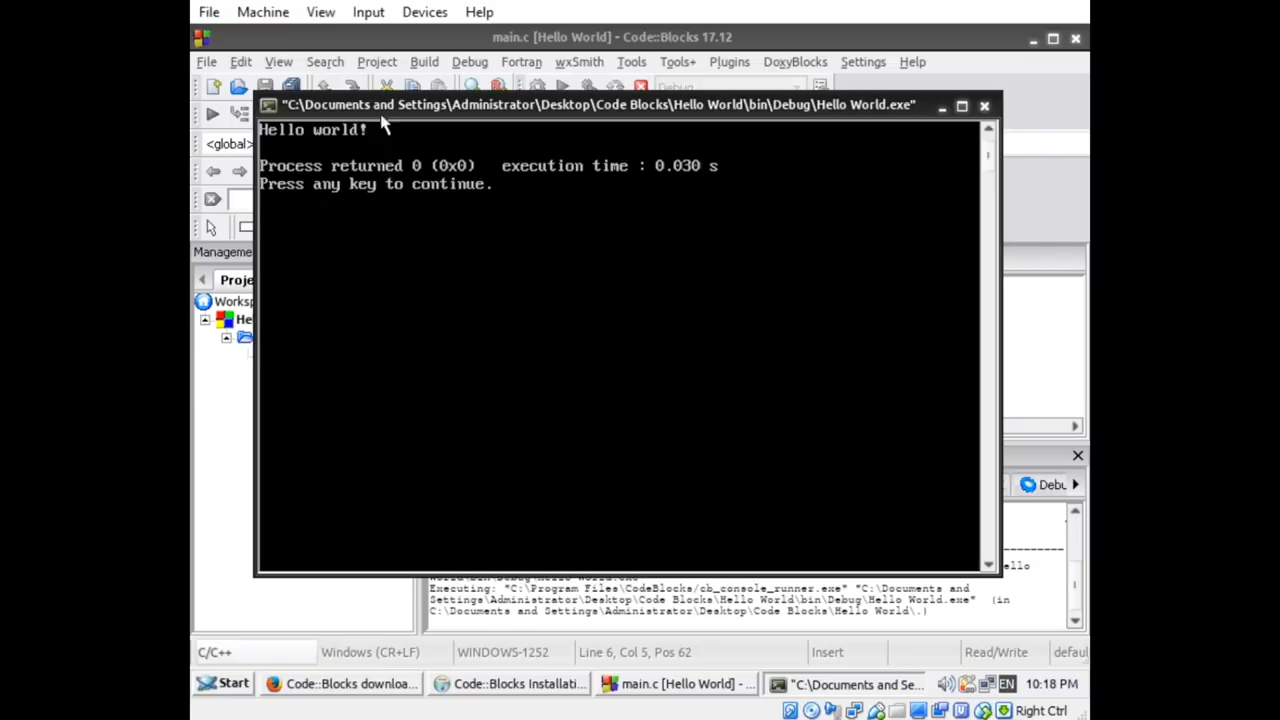 File Machine View Input Devices Help
main.c [Hello World] - Code::Blocks 17.12
File Edit View Search Project Build Debug Fortran wxSmith Tools Tools+ Plugins DoxyBlocks Settings Help
Debug
"C:\Documents and Settings\Administrator\Desktop\Code Blocks\Hello World\bin\Debug\Hello World.exe"
<global>
Hello world!
Process returned 0 (0x0)   execution time : 0.030 s
Press any key to continue.
Manageme
Proje
Worksp
He
Debu
ello
Executing: "C:\Program Files\CodeBlocks/cb_console_runner.exe" "C:\Documents and
Settings\Administrator\Desktop\Code Blocks\Hello World\bin\Debug\Hello World.exe"  (in
C:\Documents and Settings\Administrator\Desktop\Code Blocks\Hello World\.)
C/C++ Windows (CR+LF) WINDOWS-1252 Line 6, Col 5, Pos 62 Insert Read/Write defaul
Start Code::Blocks downloa... Code::Blocks Installati... main.c [Hello World] - ... "C:\Documents and Se... EN 10:18 PM
Right Ctrl